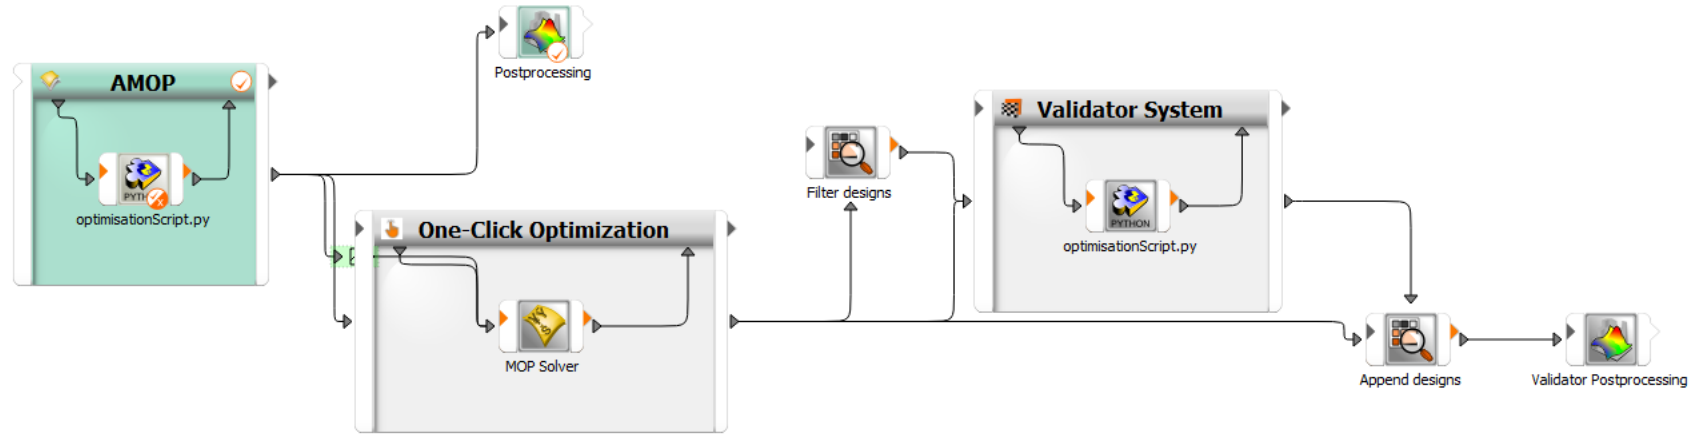 Postprocessing
AMOP
PYTH
optimisationScript.py
One-Click Optimization
MOP Solver
Filter designs
Validator System
PYTHON
optimisationScript.py
Append designs
Validator Postprocessing